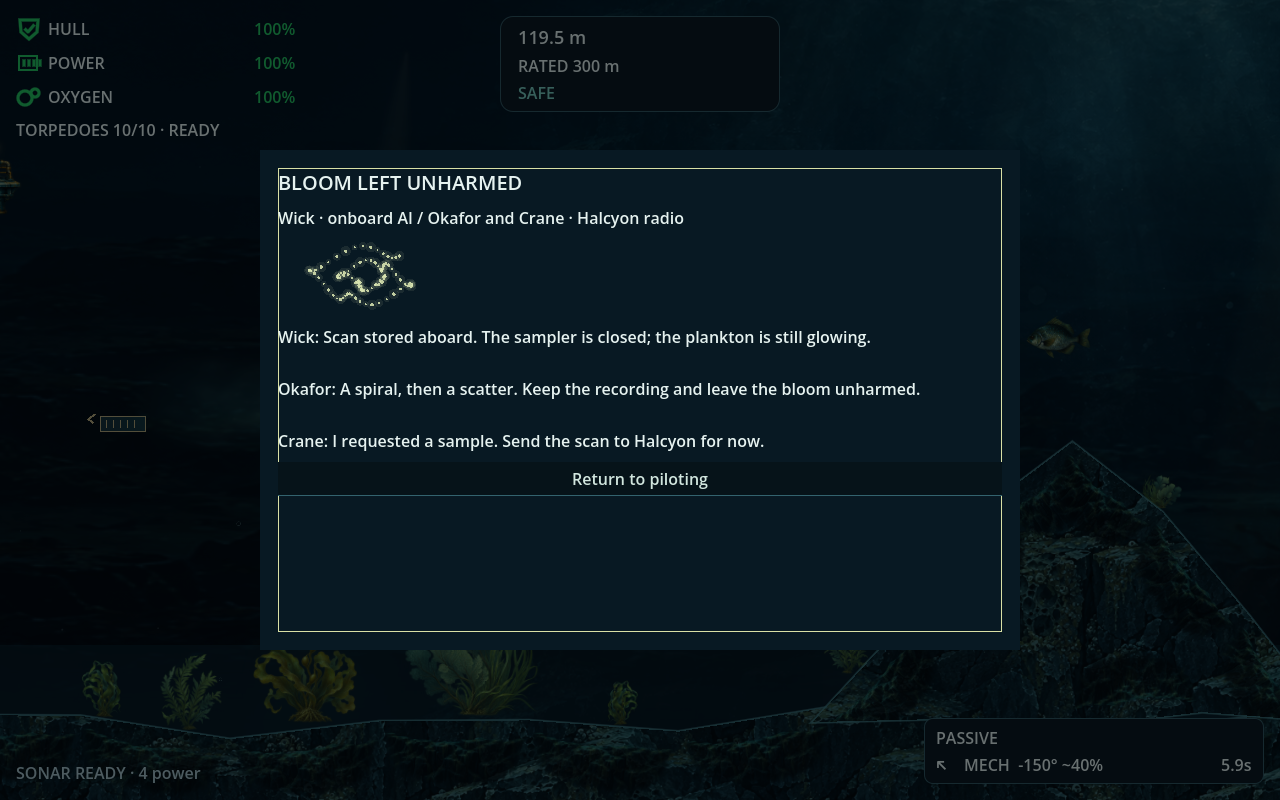 HULL 100%
POWER 100%
OXYGEN 100%
TORPEDOES 10/10 · READY
119.5 m
RATED 300 m
SAFE
BLOOM LEFT UNHARMED
Wick · onboard AI / Okafor and Crane · Halcyon radio
Wick: Scan stored aboard. The sampler is closed; the plankton is still glowing.
Okafor: A spiral, then a scatter. Keep the recording and leave the bloom unharmed.
Crane: I requested a sample. Send the scan to Halcyon for now.
Return to piloting
SONAR READY · 4 power
PASSIVE
MECH -150° ~40% 5.9s